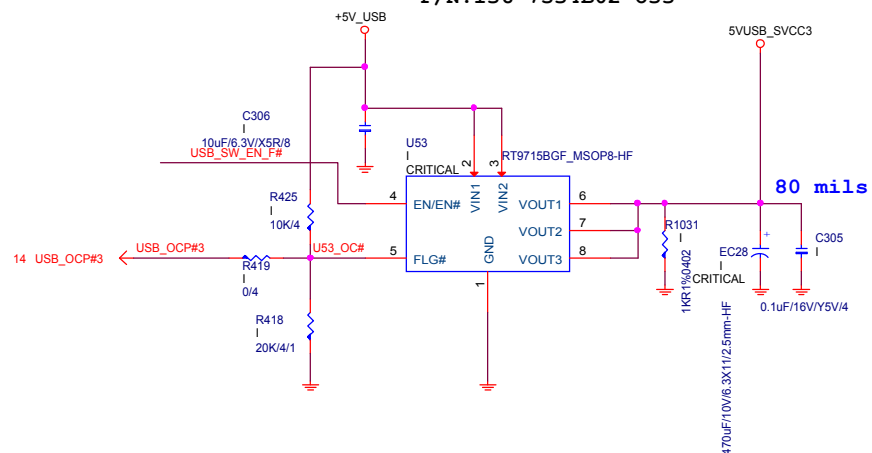 +5V_USB
5VUSB_SVCC3
C306
I
10uF/6.3V/X5R/8
USB_SW_EN_F#
U53
I
CRITICAL
2
3
RT9715BGF_MSOP8-HF
VIN1
VIN2
80 mils
R425
I
10K/4
4
EN/EN#
VOUT1
6
VOUT2
7
R1031
I
1KR1%0402
EC28
I
CRITICAL
C305
I
14 USB_OCP#3
USB_OCP#3
U53_OC#
5
FLG#
GND
VOUT3
8
R419
I
0/4
1
0.1uF/16V/Y5V/4
R418
I
20K/4/1
470uF/10V/6.3X11/2.5mm-HF